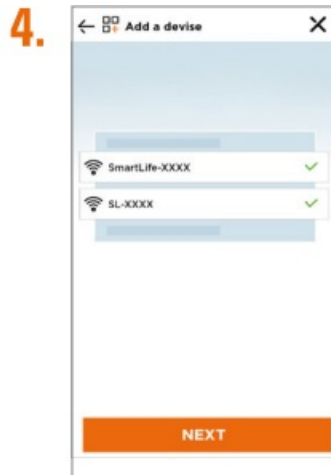 4.
Add a devise
SmartLife-XXXX
SL-XXXX
NEXT